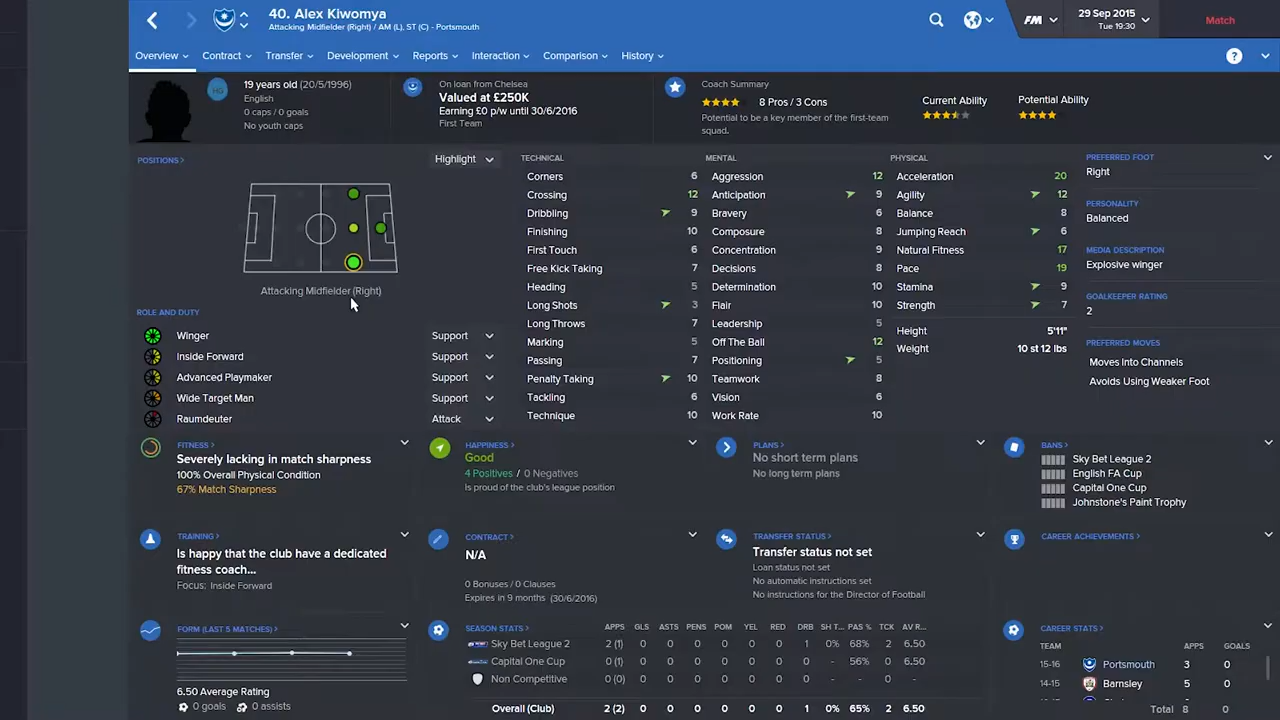 40. Alex Kiwomya
Attacking Midfielder (Right) / AM (L), ST (C) - Portsmouth
FM
29 Sep 2015
Tue 19:30
Match
Overview
Contract
Transfer
Development
Reports
Interaction
Comparison
History
?
HG
19 years old (20/5/1996)
English
0 caps / 0 goals
No youth caps
On loan from Chelsea
Valued at £250K
Earning £0 p/w until 30/6/2016
First Team
Coach Summary
8 Pros / 3 Cons
Potential to be a key member of the first-team
squad.
Current Ability
Potential Ability
POSITIONS >
Highlight
Attacking Midfielder (Right)
ROLE AND DUTY
Winger Support
Inside Forward Support
Advanced Playmaker Support
Wide Target Man Support
Raumdeuter Attack
TECHNICAL
Corners 6
Crossing 12
Dribbling 9
Finishing 10
First Touch 6
Free Kick Taking 7
Heading 5
Long Shots 3
Long Throws 7
Marking 5
Passing 7
Penalty Taking 10
Tackling 6
Technique 10
MENTAL
Aggression 12
Anticipation 9
Bravery 6
Composure 8
Concentration 9
Decisions 8
Determination 10
Flair 10
Leadership 5
Off The Ball 12
Positioning 5
Teamwork 8
Vision 6
Work Rate 10
PHYSICAL
Acceleration 20
Agility 12
Balance 8
Jumping Reach 6
Natural Fitness 17
Pace 19
Stamina 9
Strength 7
Height 5'11"
Weight 10 st 12 lbs
PREFERRED FOOT
Right
PERSONALITY
Balanced
MEDIA DESCRIPTION
Explosive winger
GOALKEEPER RATING
2
PREFERRED MOVES
Moves Into Channels
Avoids Using Weaker Foot
FITNESS >
Severely lacking in match sharpness
100% Overall Physical Condition
67% Match Sharpness
HAPPINESS >
Good
4 Positives / 0 Negatives
Is proud of the club's league position
PLANS >
No short term plans
No long term plans
BANS >
Sky Bet League 2
English FA Cup
Capital One Cup
Johnstone's Paint Trophy
TRAINING >
Is happy that the club have a dedicated
fitness coach...
Focus: Inside Forward
CONTRACT >
N/A
0 Bonuses / 0 Clauses
Expires in 9 months (30/6/2016)
TRANSFER STATUS >
Transfer status not set
Loan status not set
No automatic instructions set
No instructions for the Director of Football
CAREER ACHIEVEMENTS >
FORM (LAST 5 MATCHES) >
6.50 Average Rating
0 goals 0 assists
SEASON STATS > APPS GLS ASTS PENS POM YEL RED DRB SH T... PAS % TCK AV R...
Sky Bet League 2 2 (1) 0 0 0 0 0 0 1 0% 68% 2 6.50
Capital One Cup 0 (1) 0 0 0 0 0 0 0 - 56% 0 6.50
Non Competitive 0 (0) 0 0 0 0 0 0 0 - - 0 -
Overall (Club) 2 (2) 0 0 0 0 0 0 1 0% 65% 2 6.50
CAREER STATS >
TEAM APPS GOALS
15-16 Portsmouth 3 0
14-15 Barnsley 5 0
Total 8 0